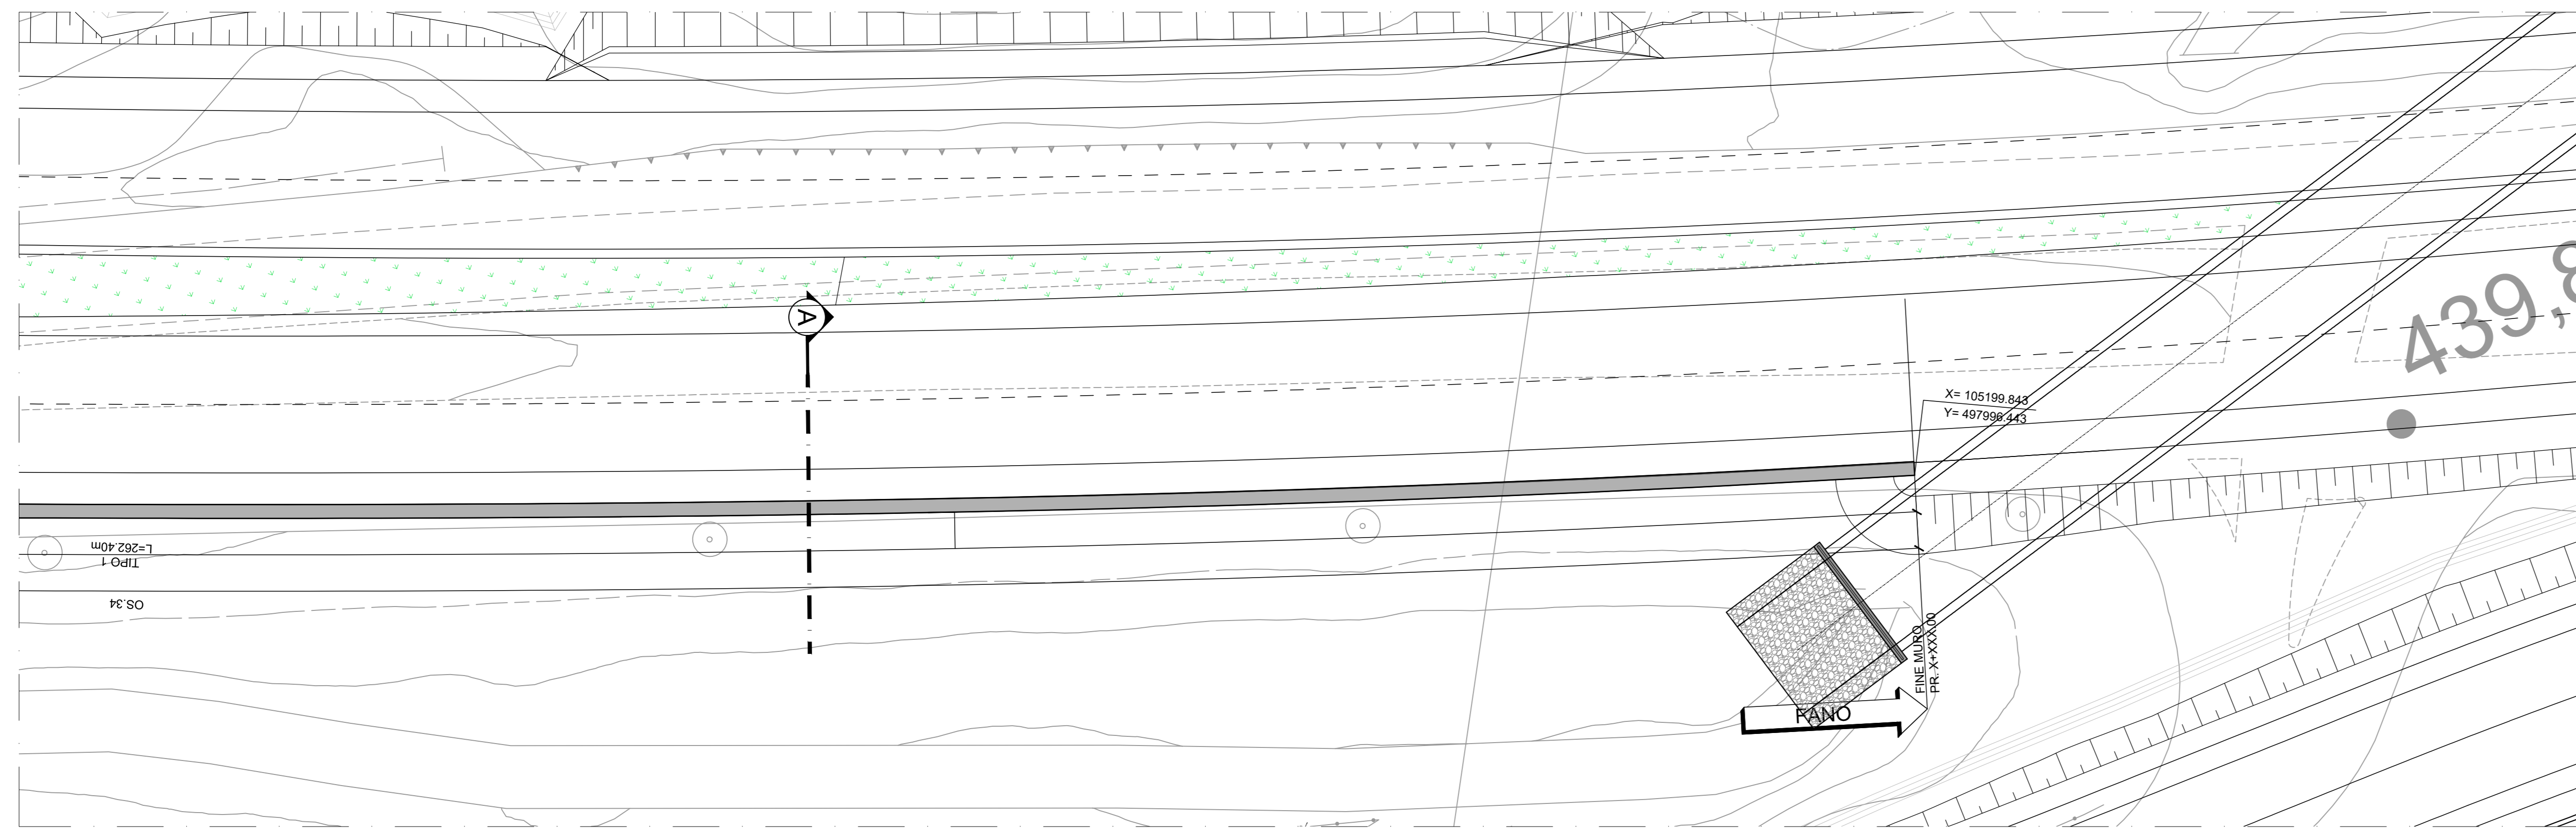 A
X= 105199.843
Y= 497996.443
439,8
L=262.40m
TIPO 1
OS.34
FINE MURO
PR. X+XXX.00
FANO